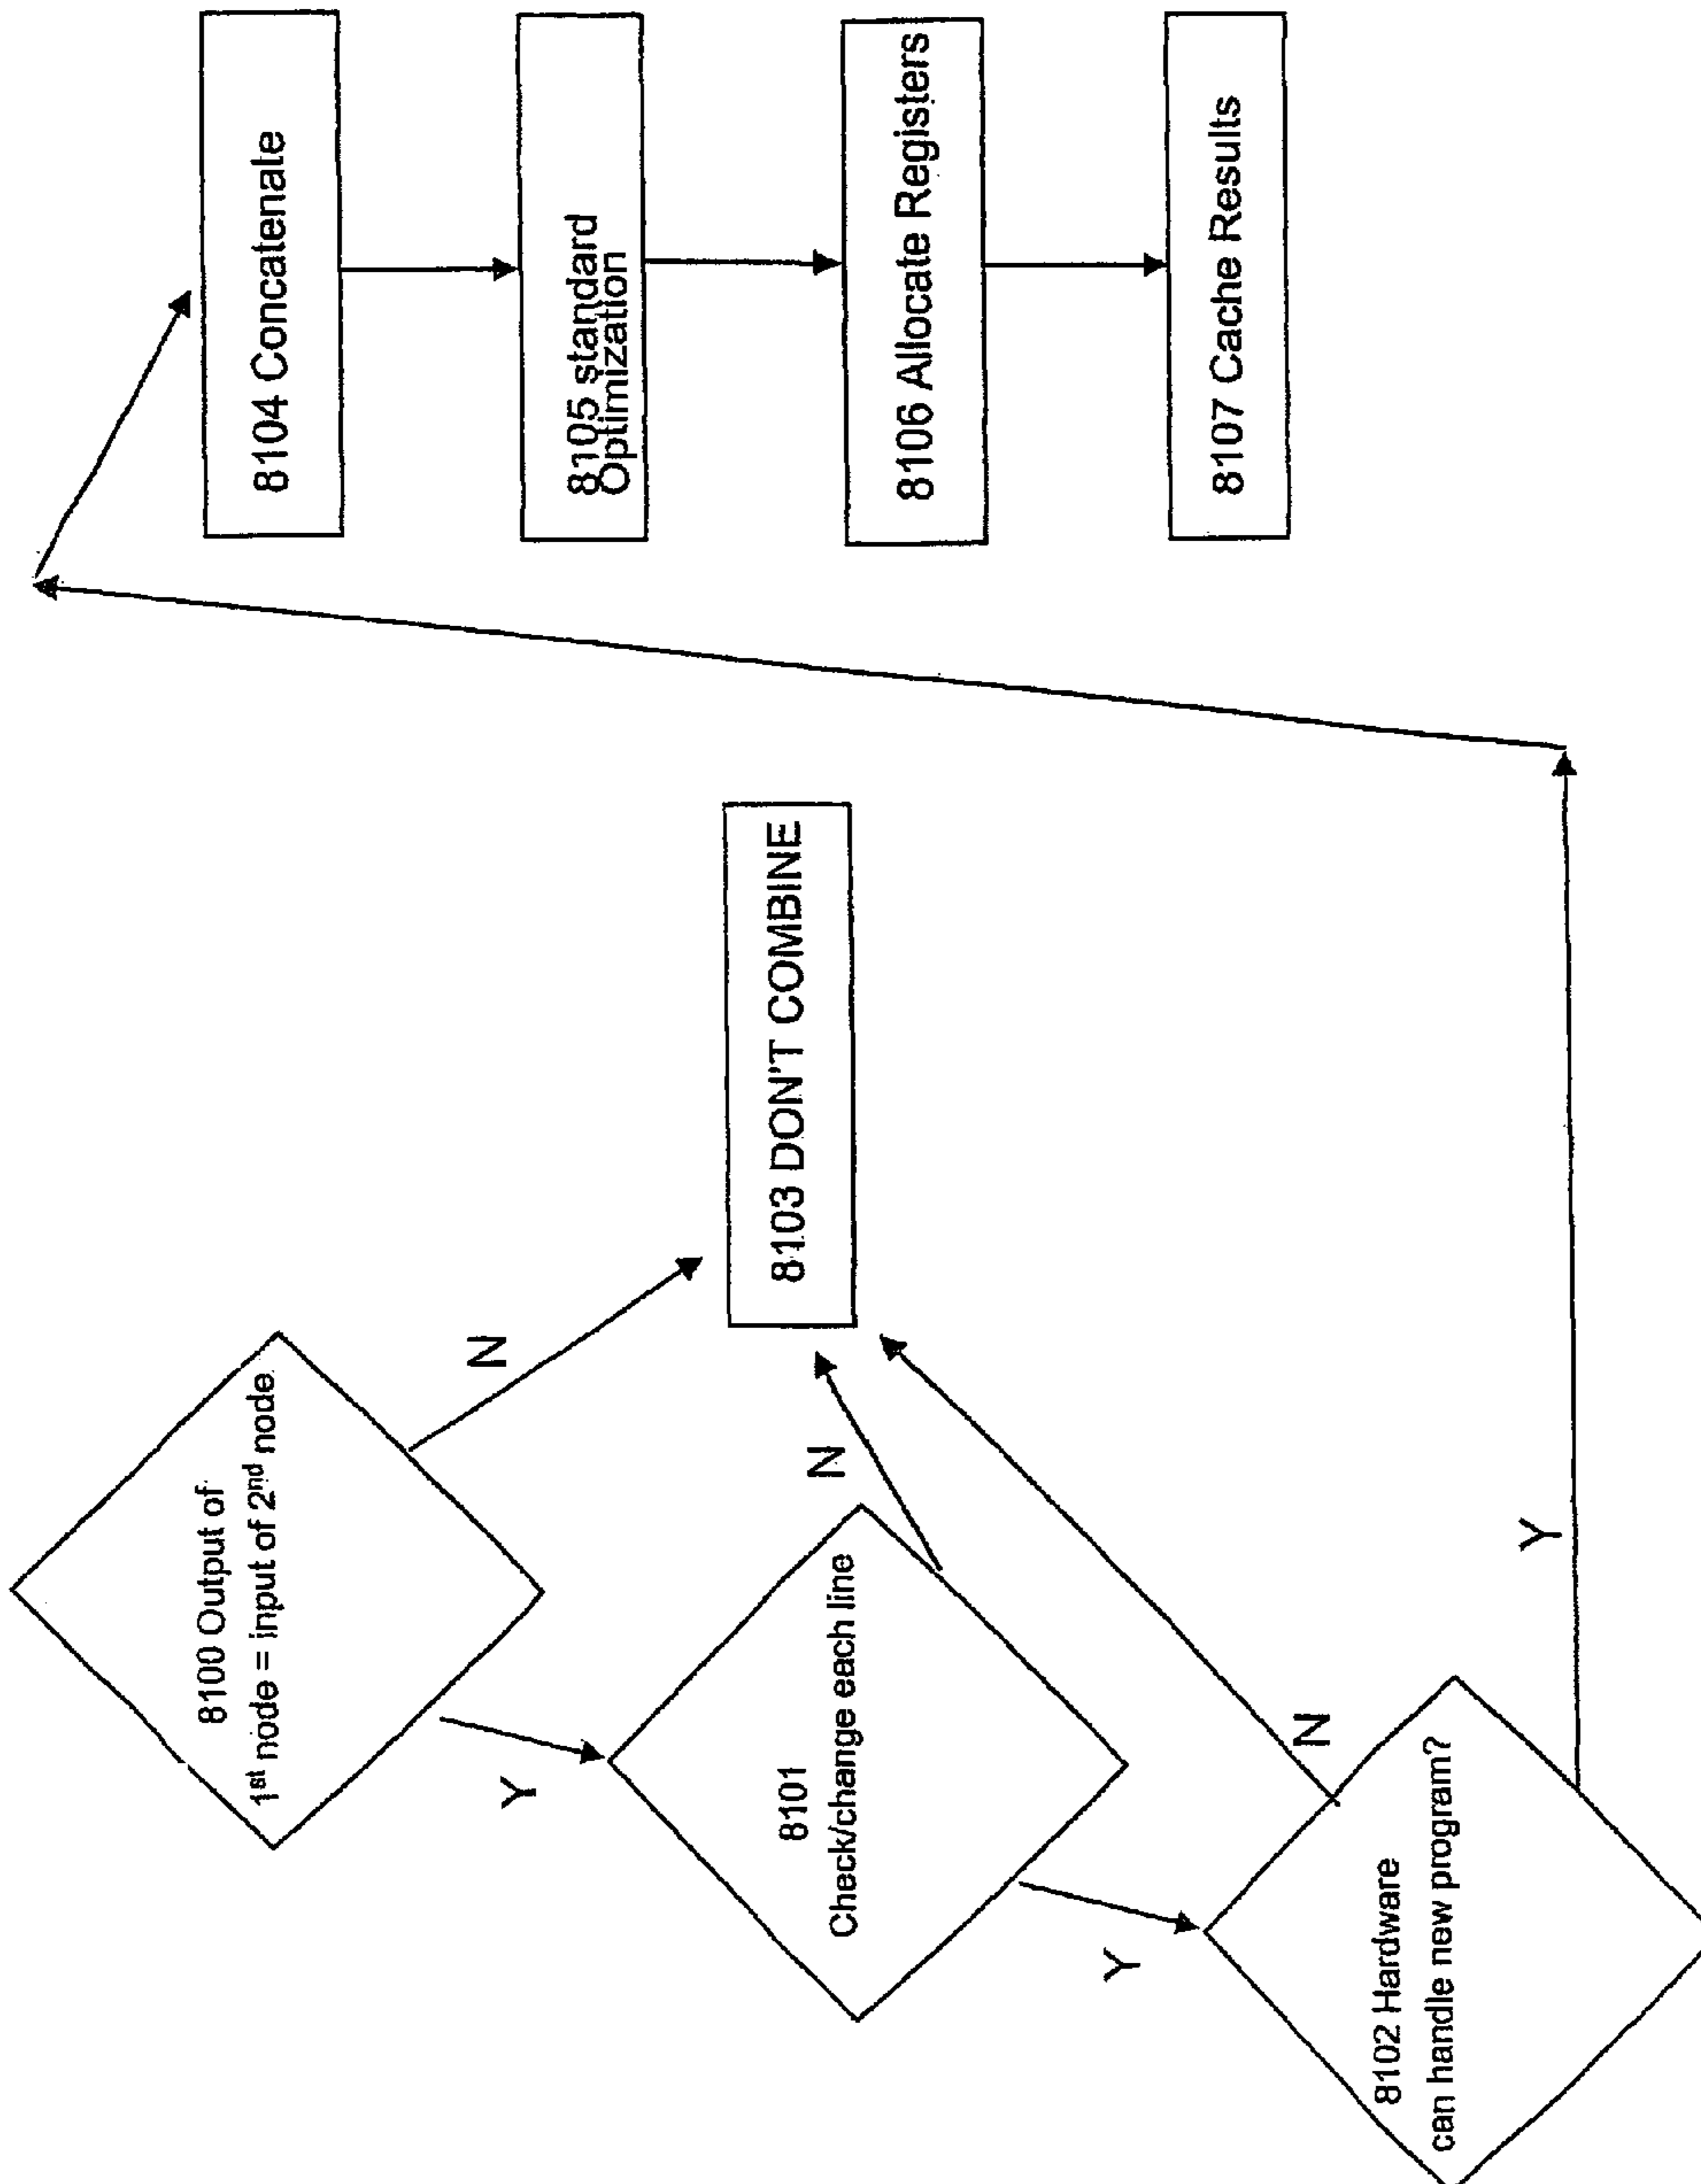 8100 Output of
1st node = input of 2nd node
N
Y
8101
Check/change each line
N
Y
8102 Hardware
can handle new program?
N
Y
8103 DON'T COMBINE
8104 Concatenate
8105 standard
Optimization
8106 Allocate Registers
8107 Cache Results